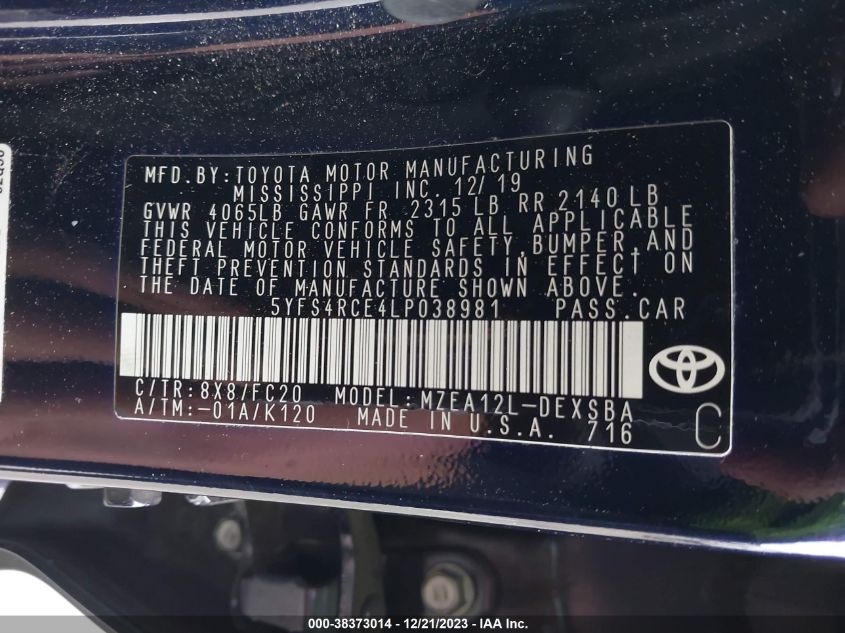 MFD.BY:TOYOTA MOTOR MANUFACTURING
MISSISSIPPI INC. 12/19
GVWR 4065LB GAWR FR 2315 LB RR 2140 LB
THIS VEHICLE CONFORMS TO ALL APPLICABLE
FEDERAL MOTOR VEHICLE SAFETY,BUMPER,AND
THEFT PREVENTION STANDARDS IN EFFECT ON
THE DATE OF MANUFACTURE SHOWN ABOVE.
5YFS4RCE4LP038981 PASS.CAR
C/TR:8X8/FC20 MODEL:MZEA12L-DEXSBA
A/TM:-01A/K120 MADE IN U.S.A. 716 C
000-38373014 - 12/21/2023 - IAA Inc.